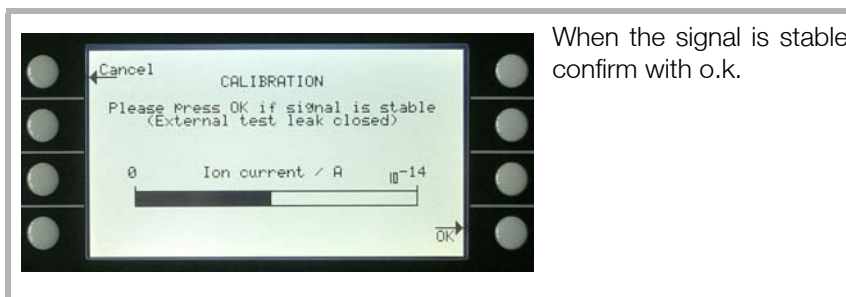 Cancel
CALIBRATION
Please press OK if signal is stable
(External test leak closed)
0 Ion current / A 10-14
OK
When the signal is stable
confirm with o.k.